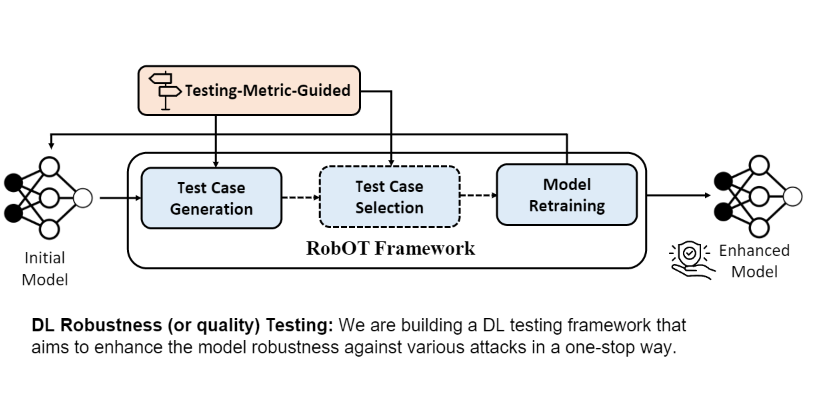 Testing-Metric-Guided
Test Case
Generation
Test Case
Selection
Model
Retraining
RobOT Framework
Initial
Model
Enhanced
Model
DL Robustness (or quality) Testing: We are building a DL testing framework that
aims to enhance the model robustness against various attacks in a one-stop way.